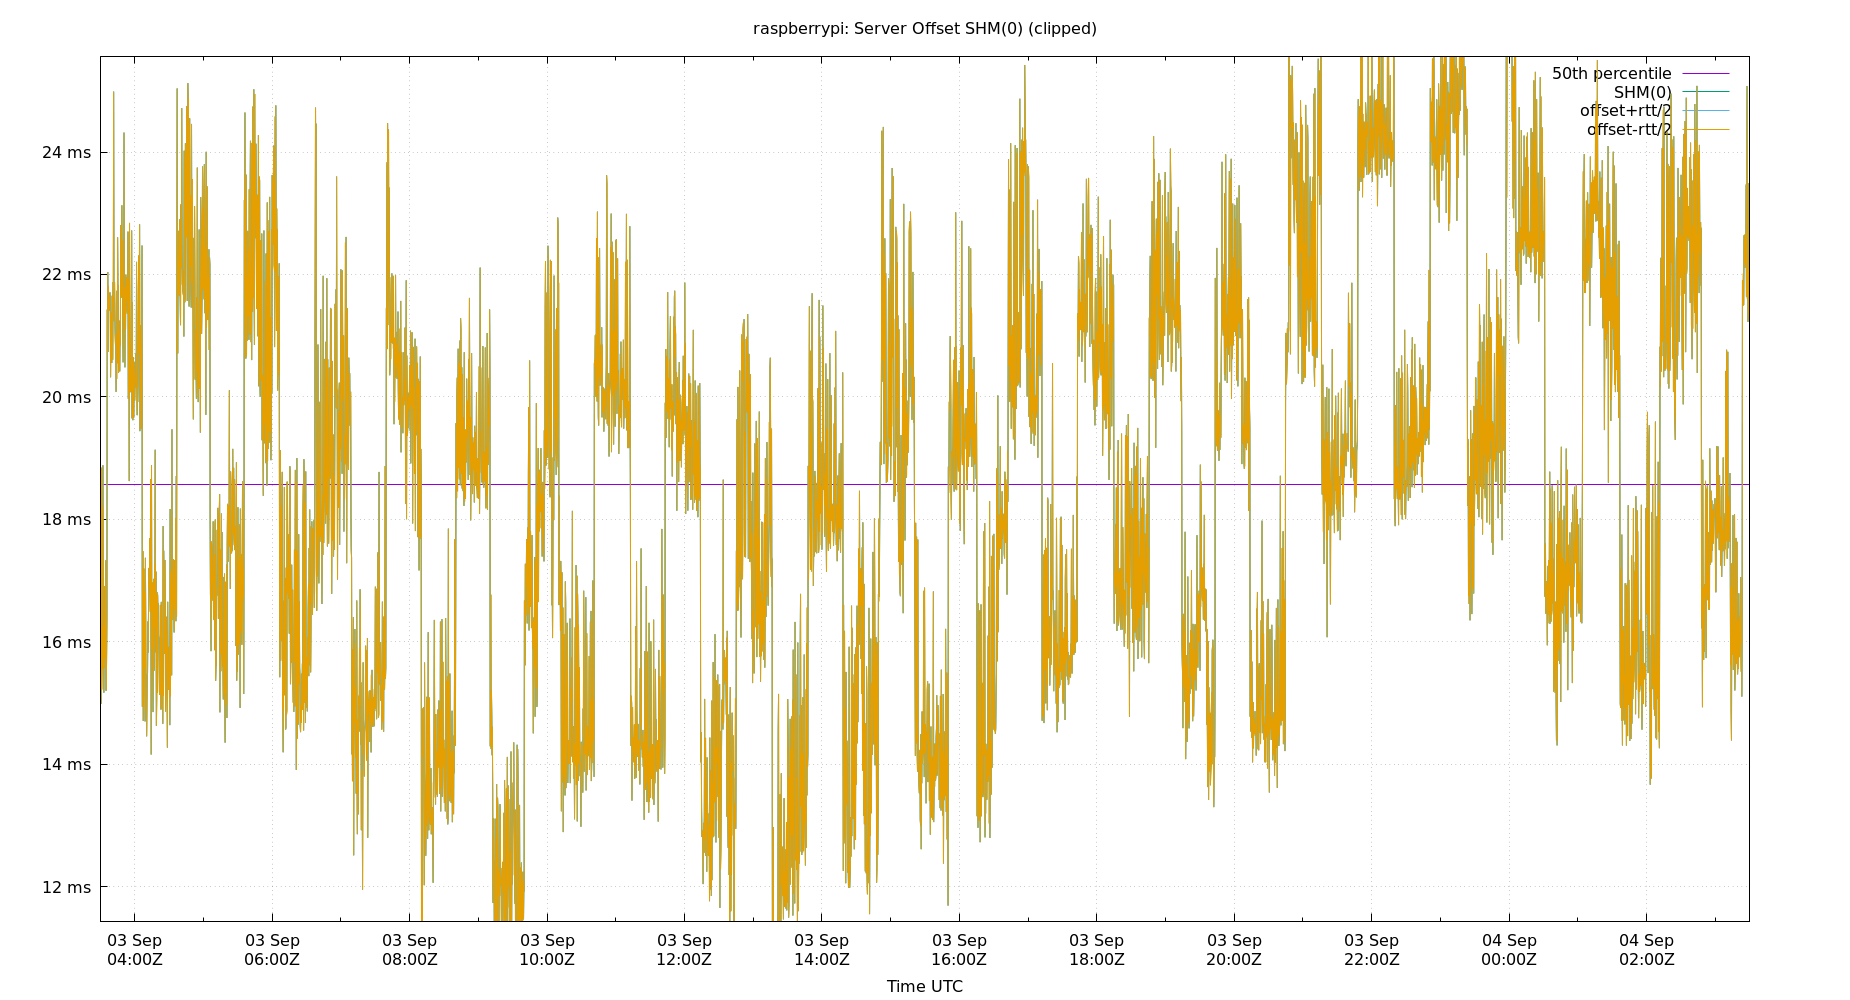 raspberrypi: Server Offset SHM(0) (clipped)
50th percentile
SHM(0)
offset+rtt/2
offset-rtt/2
24 ms
22 ms
20 ms
18 ms
16 ms
14 ms
12 ms
03 Sep 03 Sep 03 Sep 03 Sep 03 Sep 03 Sep 03 Sep 03 Sep 03 Sep 03 Sep 04 Sep 04 Sep
04:00Z 06:00Z 08:00Z 10:00Z 12:00Z 14:00Z 16:00Z 18:00Z 20:00Z 22:00Z 00:00Z 02:00Z
Time UTC